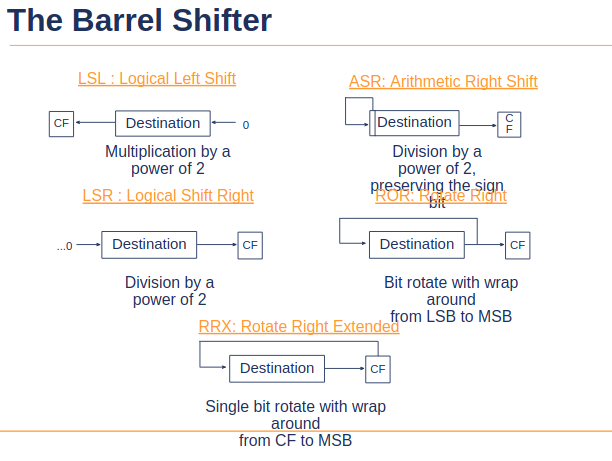 The Barrel Shifter
LSL : Logical Left Shift
CF
Destination
0
Multiplication by a
power of 2
ASR: Arithmetic Right Shift
Destination
C
F
Division by a
power of 2,
preserving the sign
bit
LSR : Logical Shift Right
...0
Destination
CF
Division by a
power of 2
ROR: Rotate Right
Destination
CF
Bit rotate with wrap
around
from LSB to MSB
RRX: Rotate Right Extended
Destination
CF
Single bit rotate with wrap
around
from CF to MSB